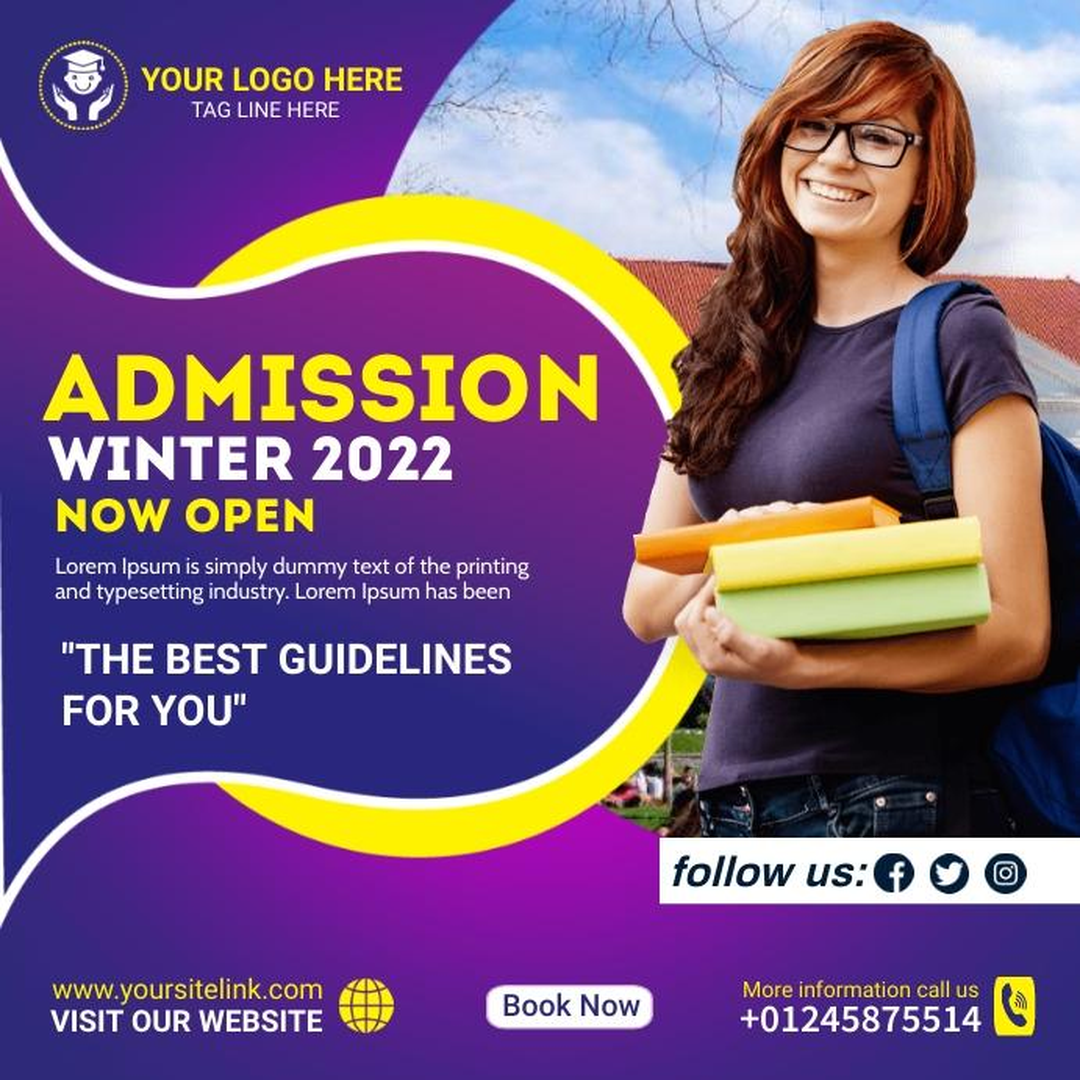 YOUR LOGO HERE
TAG LINE HERE
ADMISSION
WINTER 2022
NOW OPEN
Lorem Ipsum is simply dummy text of the printing
and typesetting industry. Lorem Ipsum has been
"THE BEST GUIDELINES
FOR YOU"
follow us:
www.yoursitelink.com
VISIT OUR WEBSITE
Book Now
More information call us
+01245875514